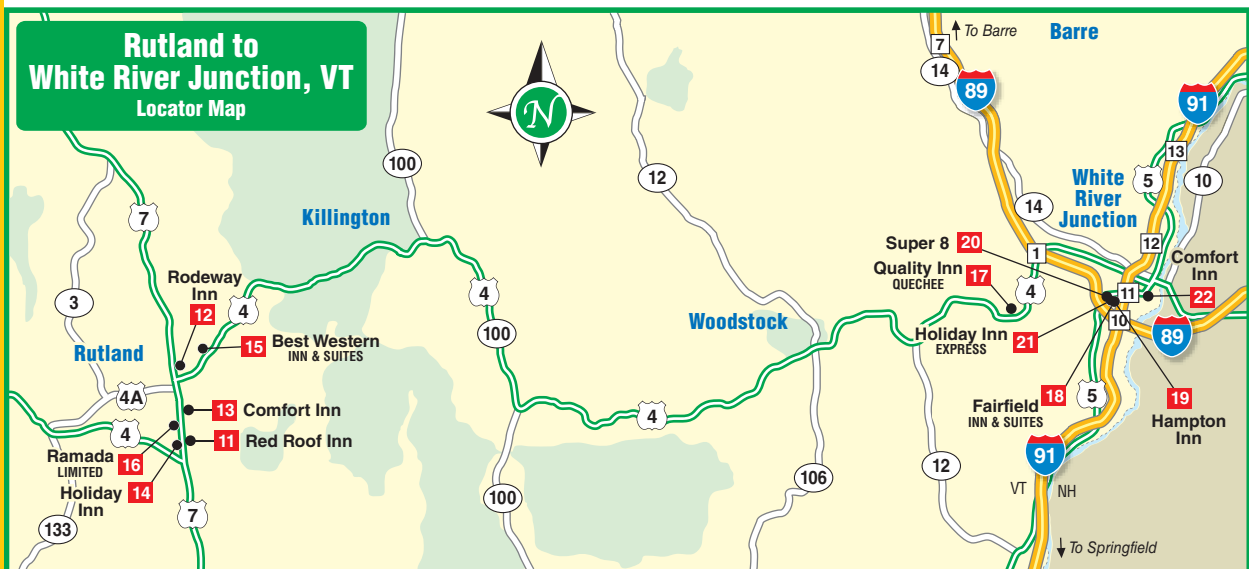 Rutland to
White River Junction, VT
Locator Map
N
To Barre
Barre
7
14
89
91
13
100
12
White
River
Junction
5
10
7
Killington
14
Super 8 20
1
12
Comfort
Inn
22
Quality Inn 17
QUECHEE
4
11
Rodeway
Inn
12
4
4
3
100
Woodstock
Holiday Inn 21
EXPRESS
10
89
Rutland
15 Best Western
INN & SUITES
4A
13 Comfort Inn
4
4
Fairfield 18
INN & SUITES
5
19
Hampton
Inn
11 Red Roof Inn
Ramada 16
LIMITED
Holiday 14
Inn
91
12
106
100
VT
NH
7
133
To Springfield